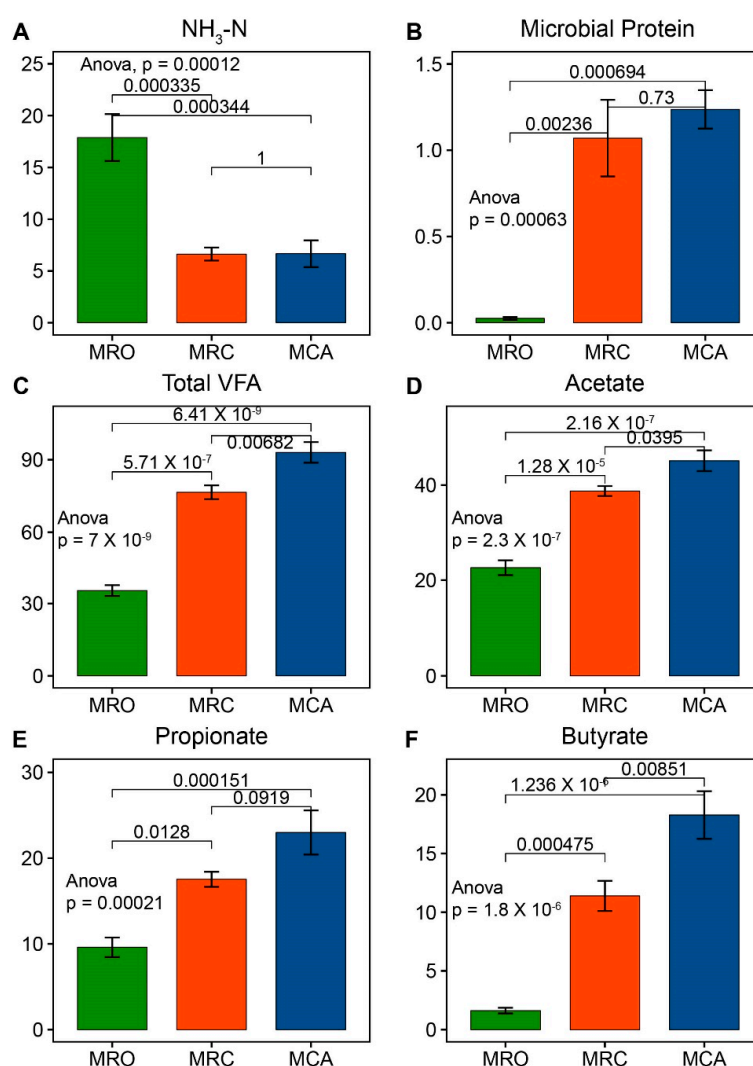 A
NH₃-N
Anova, p = 0.00012
0.000335
0.000344
1
25
20
15
10
5
0
MRO MRC MCA
B
Microbial Protein
0.000694
0.73
0.00236
Anova
p = 0.00063
1.5
1.0
0.5
0.0
MRO MRC MCA
C
Total VFA
6.41 X 10⁻⁹
0.00682
5.71 X 10⁻⁷
Anova
p = 7 X 10⁻⁹
90
60
30
0
MRO MRC MCA
D
Acetate
2.16 X 10⁻⁷
0.0395
1.28 X 10⁻⁵
Anova
p = 2.3 X 10⁻⁷
40
20
0
MRO MRC MCA
E
Propionate
0.000151
0.0919
0.0128
Anova
p = 0.00021
30
20
10
0
MRO MRC MCA
F
Butyrate
0.00851
1.236 X 10⁻⁶
0.000475
Anova
p = 1.8 X 10⁻⁶
20
15
10
5
0
MRO MRC MCA